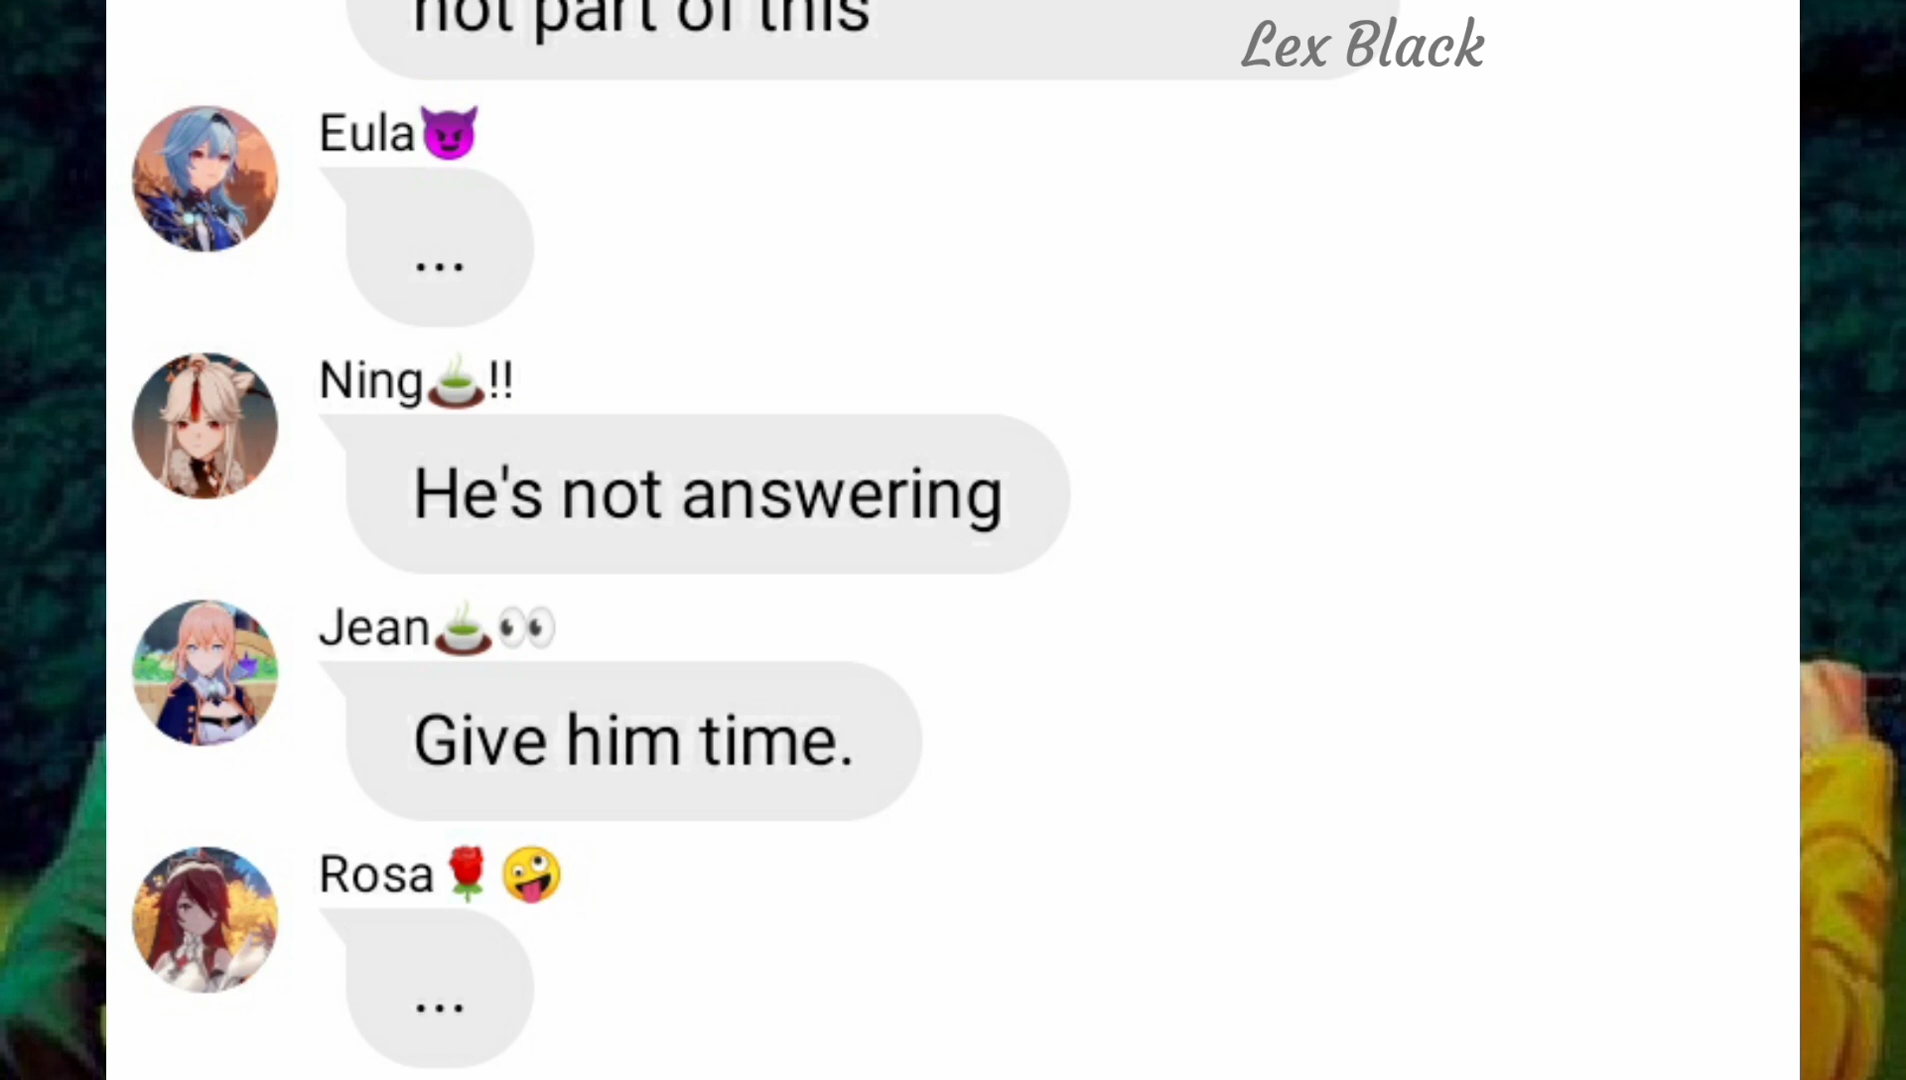 not part of this
Lex Black
Eula😈
...
Ning🍵!!
He's not answering
Jean🍵👀
Give him time.
Rosa🌹🤪
...